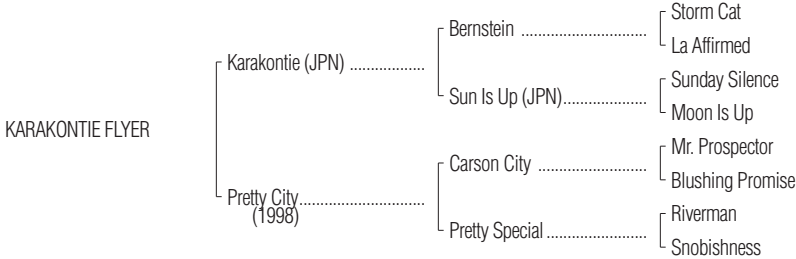 Storm Cat
Bernstein ..............................
La Affirmed
Karakontie (JPN) ..................
Sunday Silence
Sun Is Up (JPN)....................
Moon Is Up
KARAKONTIE FLYER
Mr. Prospector
Carson City ..........................
Blushing Promise
Pretty City..............................
(1998)
Riverman
Pretty Special ........................
Snobishness